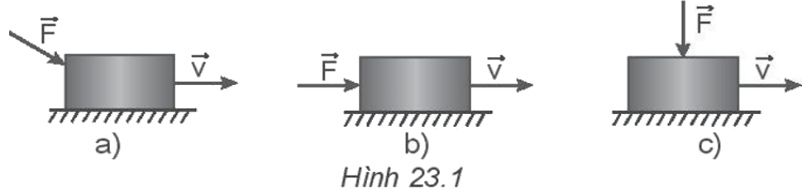 F⃗ v⃗ F⃗ v⃗ F⃗ v⃗
a) b) c)
Hình 23.1